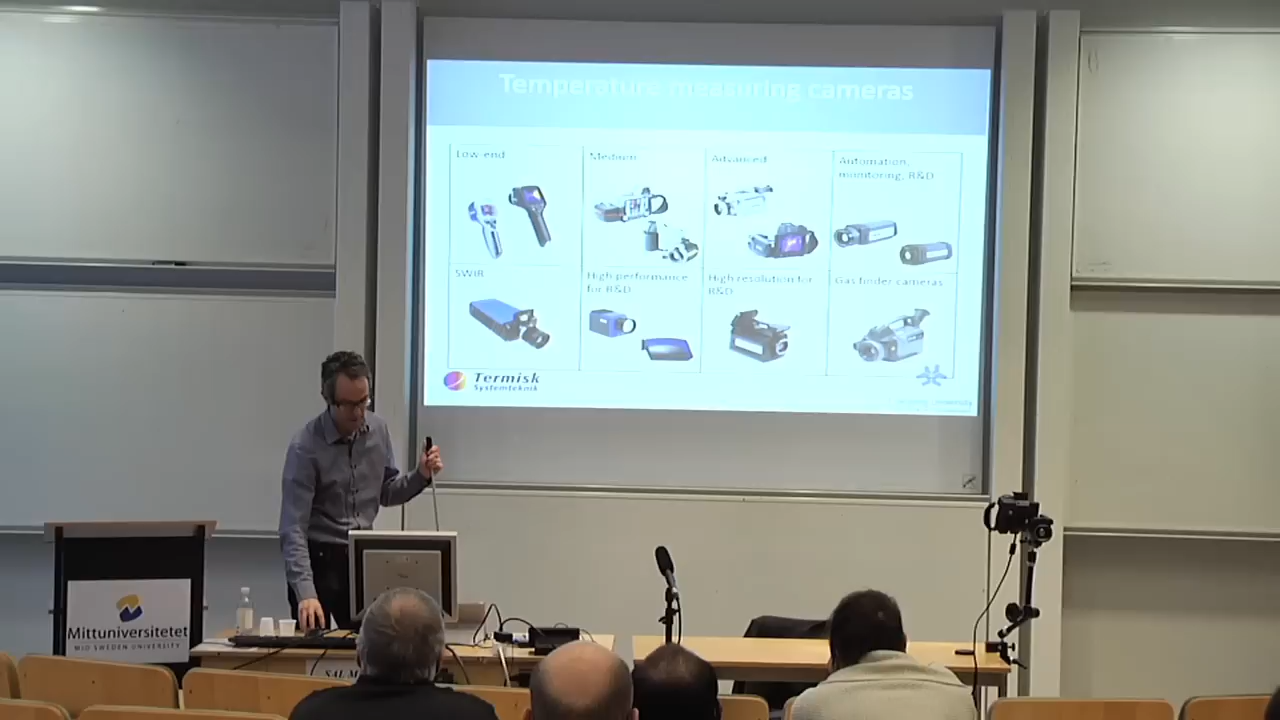 Temperature measuring cameras
Low-end
Medium
Advanced
Automation,
monitoring, R&D
SWIR
High performance
for R&D
High resolution for
R&D
Gas finder cameras
Termisk
Systemteknik
Mittuniversitetet
MID SWEDEN UNIVERSITY